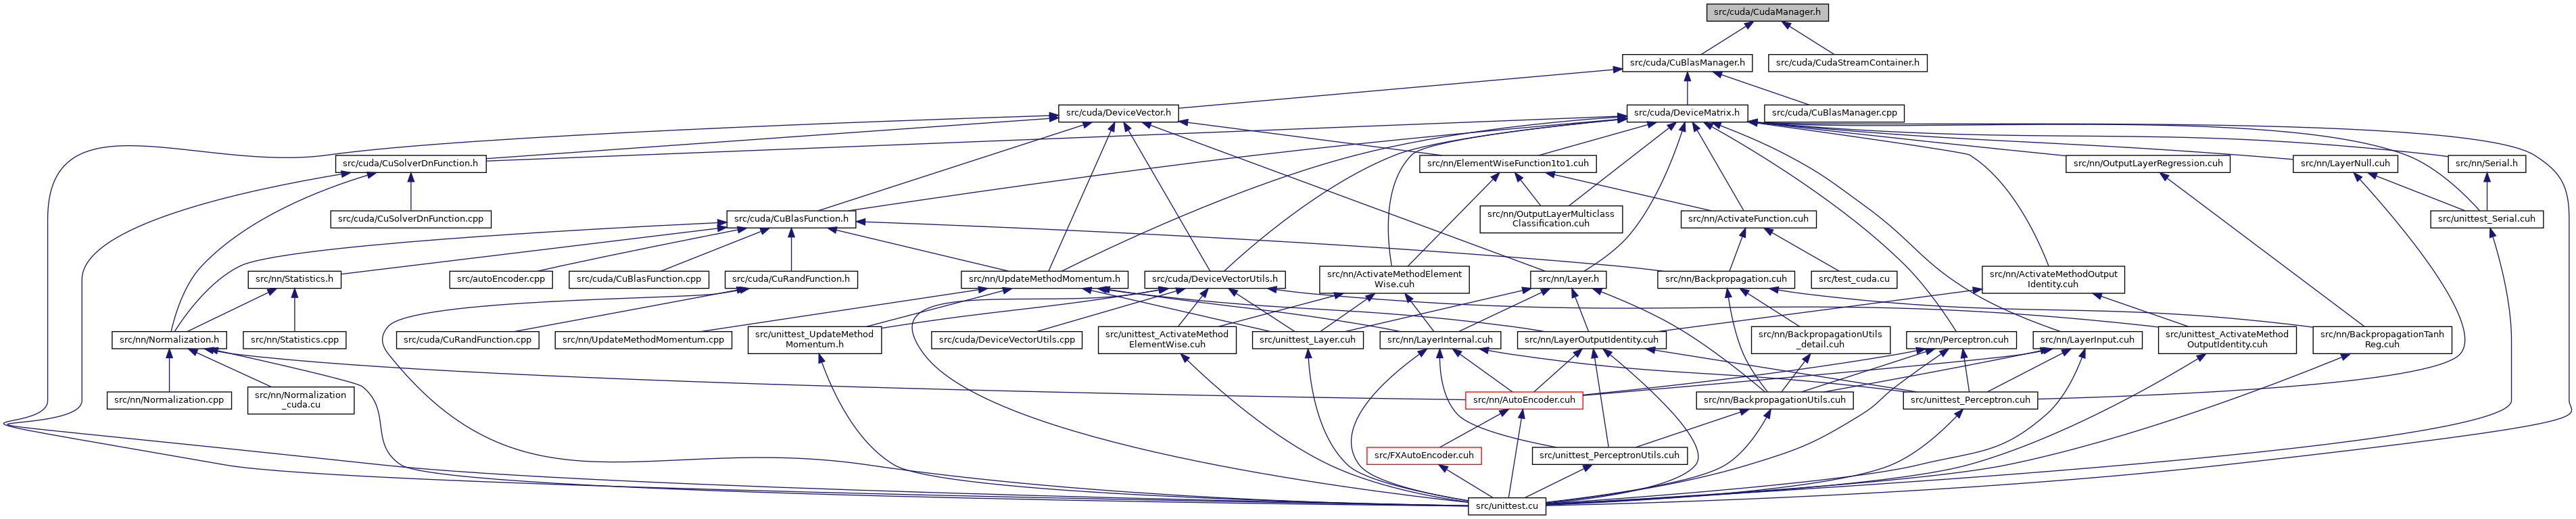 src/cuda/CudaManager.h
src/cuda/CuBlasManager.h
src/cuda/CudaStreamContainer.h
src/cuda/DeviceVector.h
src/cuda/DeviceMatrix.h
src/cuda/CuBlasManager.cpp
src/cuda/CuSolverDnFunction.h
src/nn/ElementWiseFunction1to1.cuh
src/nn/OutputLayerRegression.cuh
src/nn/LayerNull.cuh
src/nn/Serial.h
src/cuda/CuSolverDnFunction.cpp
src/cuda/CuBlasFunction.h
src/nn/OutputLayerMulticlass
Classification.cuh
src/nn/ActivateFunction.cuh
src/unittest_Serial.cuh
src/nn/Statistics.h
src/autoEncoder.cpp
src/cuda/CuBlasFunction.cpp
src/cuda/CuRandFunction.h
src/nn/UpdateMethodMomentum.h
src/cuda/DeviceVectorUtils.h
src/nn/ActivateMethodElement
Wise.cuh
src/nn/Layer.h
src/nn/Backpropagation.cuh
src/test_cuda.cu
src/nn/ActivateMethodOutput
Identity.cuh
src/nn/Normalization.h
src/nn/Statistics.cpp
src/cuda/CuRandFunction.cpp
src/nn/UpdateMethodMomentum.cpp
src/unittest_UpdateMethod
Momentum.h
src/cuda/DeviceVectorUtils.cpp
src/unittest_ActivateMethod
ElementWise.cuh
src/unittest_Layer.cuh
src/nn/LayerInternal.cuh
src/nn/LayerOutputIdentity.cuh
src/nn/BackpropagationUtils
_detail.cuh
src/nn/Perceptron.cuh
src/nn/LayerInput.cuh
src/unittest_ActivateMethod
OutputIdentity.cuh
src/nn/BackpropagationTanh
Reg.cuh
src/nn/Normalization.cpp
src/nn/Normalization
_cuda.cu
src/nn/AutoEncoder.cuh
src/nn/BackpropagationUtils.cuh
src/unittest_Perceptron.cuh
src/FXAutoEncoder.cuh
src/unittest_PerceptronUtils.cuh
src/unittest.cu